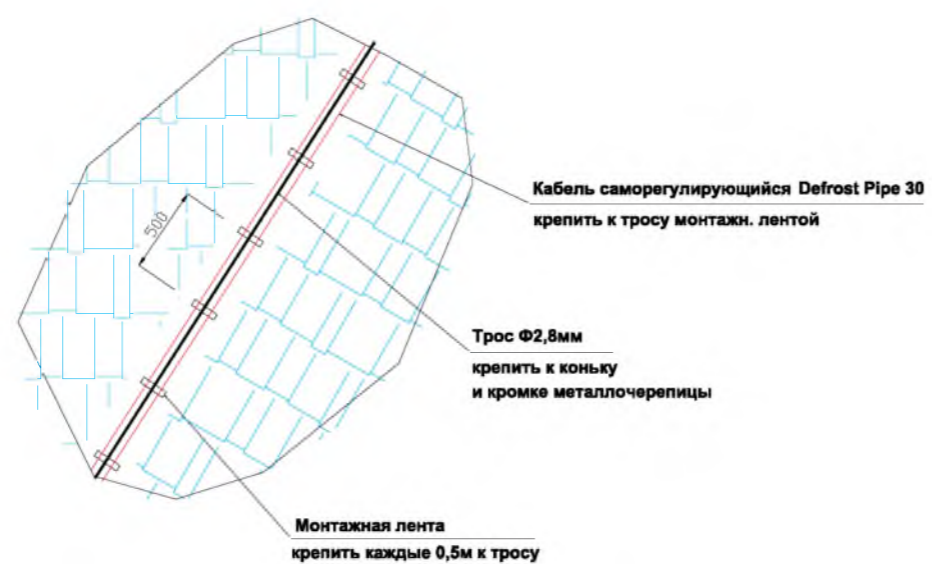 500
Кабель саморегулирующийся Defrost Pipe 30
крепить к тросу монтажн. лентой
Трос Ф2,8мм
крепить к коньку
и кромке металлочерепицы
Монтажная лента
крепить каждые 0,5м к тросу